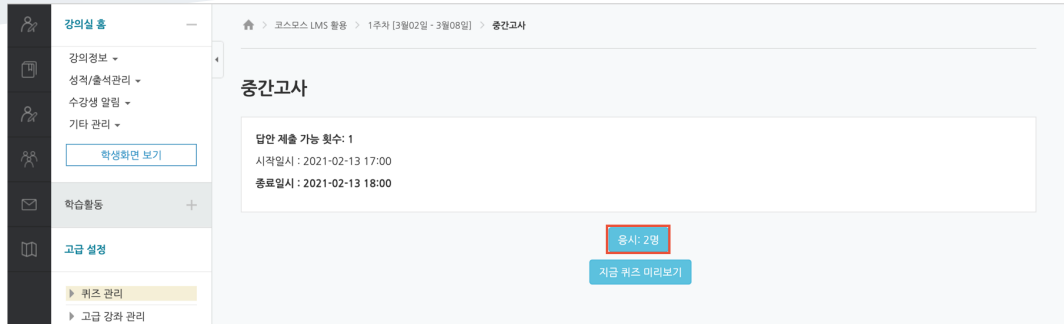 강의실 홈
강의정보
성적/출석관리
수강생 알림
기타 관리
학생화면 보기
학습활동
고급 설정
퀴즈 관리
고급 강좌 관리
코스모스 LMS 활용 > 1주차 [3월02일 - 3월08일] > 중간고사
중간고사
답안 제출 가능 횟수: 1
시작일시 : 2021-02-13 17:00
종료일시 : 2021-02-13 18:00
응시: 2명
지금 퀴즈 미리보기